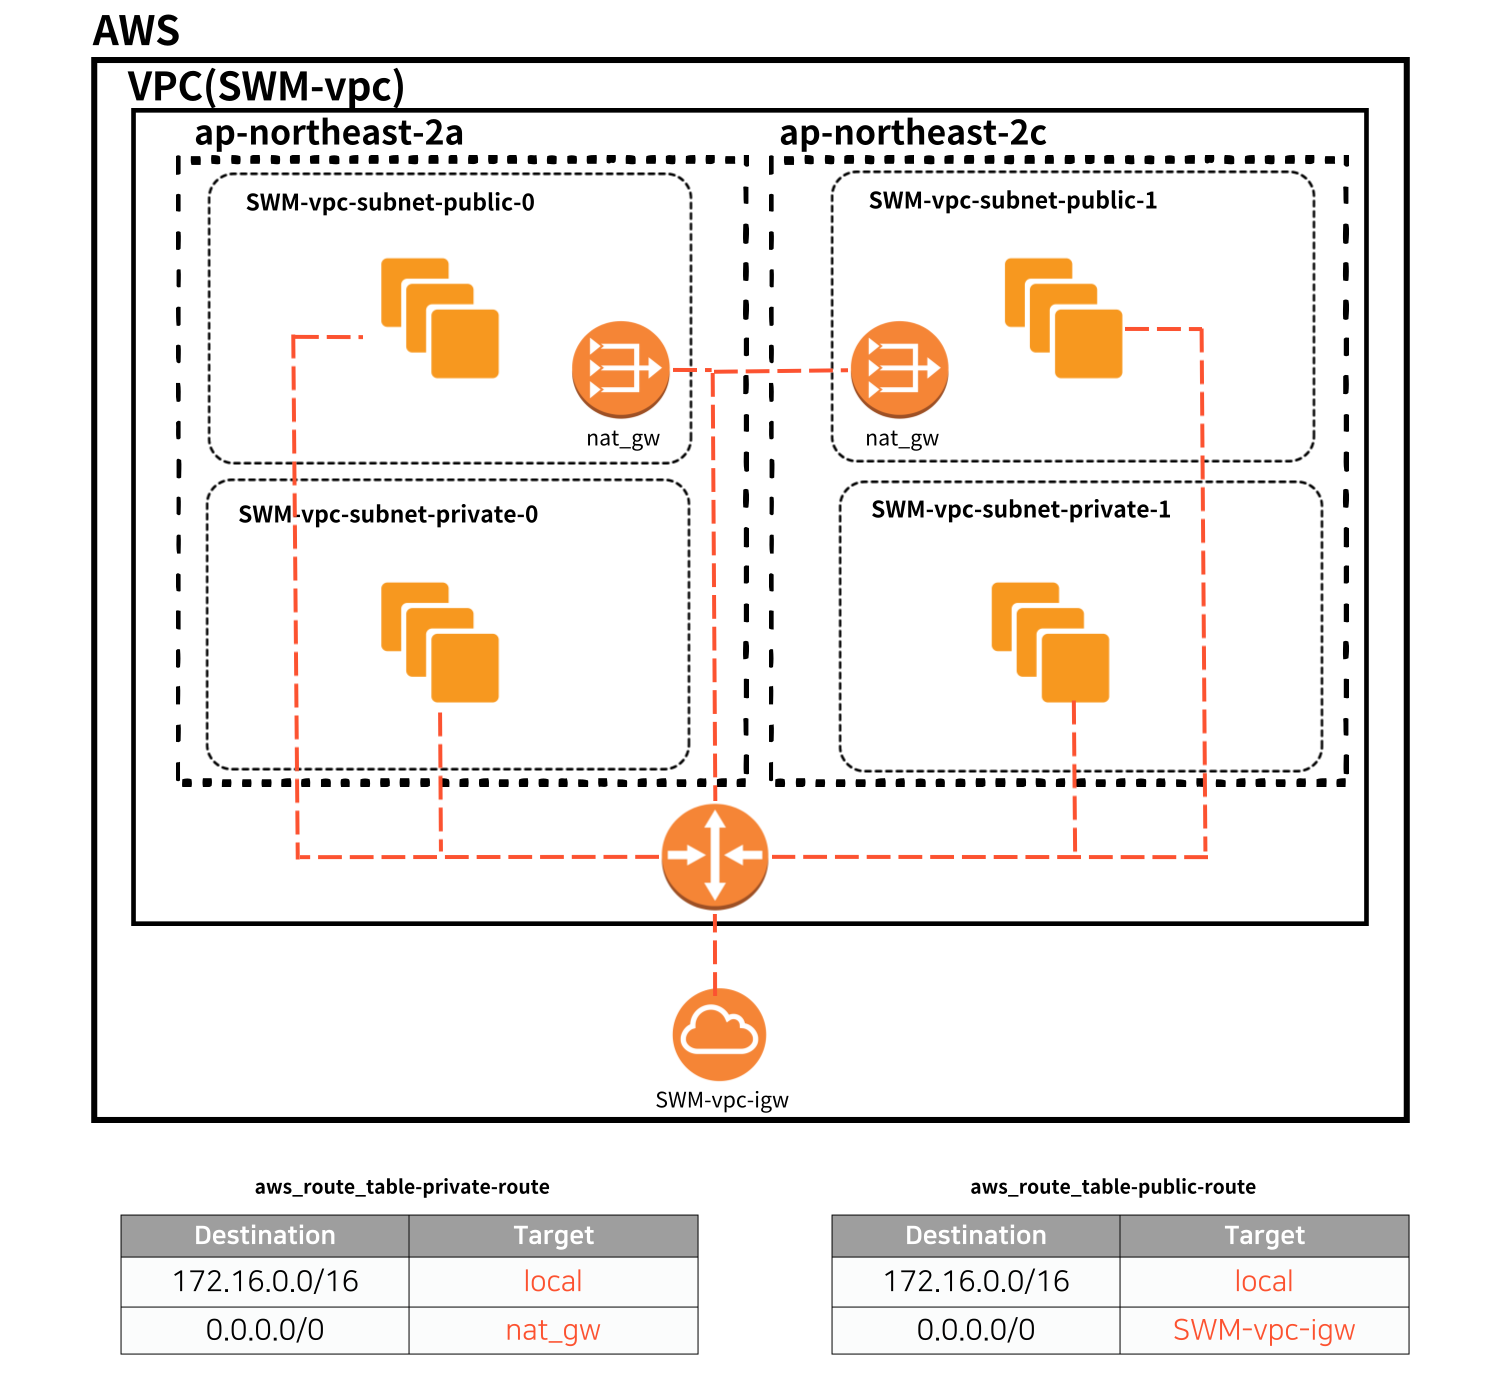 AWS
VPC(SWM-vpc)
ap-northeast-2a
ap-northeast-2c
SWM-vpc-subnet-public-0
SWM-vpc-subnet-public-1
nat_gw
nat_gw
SWM-vpc-subnet-private-0
SWM-vpc-subnet-private-1
SWM-vpc-igw
aws_route_table-private-route
Destination Target
172.16.0.0/16 local
0.0.0.0/0 nat_gw
aws_route_table-public-route
Destination Target
172.16.0.0/16 local
0.0.0.0/0 SWM-vpc-igw